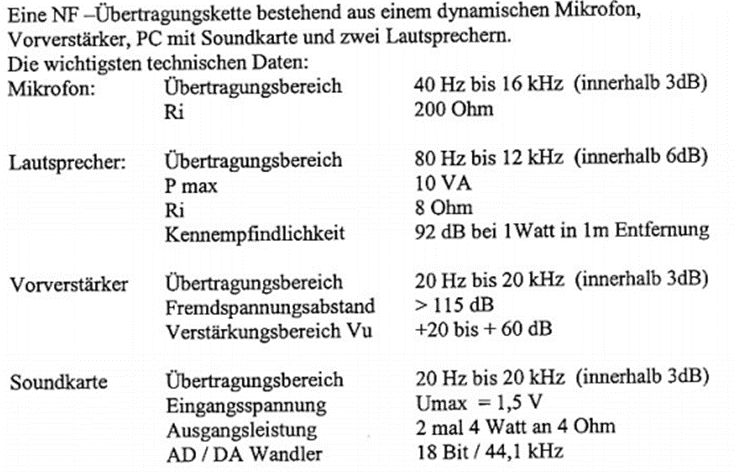 Eine NF –Übertragungskette bestehend aus einem dynamischen Mikrofon,
Vorverstärker, PC mit Soundkarte und zwei Lautsprechern.
Die wichtigsten technischen Daten:
Mikrofon: Übertragungsbereich 40 Hz bis 16 kHz (innerhalb 3dB)
Ri 200 Ohm
Lautsprecher: Übertragungsbereich 80 Hz bis 12 kHz (innerhalb 6dB)
P max 10 VA
Ri 8 Ohm
Kennempfindlichkeit 92 dB bei 1Watt in 1m Entfernung
Vorverstärker Übertragungsbereich 20 Hz bis 20 kHz (innerhalb 3dB)
Fremdspannungsabstand > 115 dB
Verstärkungsbereich Vu +20 bis + 60 dB
Soundkarte Übertragungsbereich 20 Hz bis 20 kHz (innerhalb 3dB)
Eingangsspannung Umax = 1,5 V
Ausgangsleistung 2 mal 4 Watt an 4 Ohm
AD / DA Wandler 18 Bit / 44,1 kHz